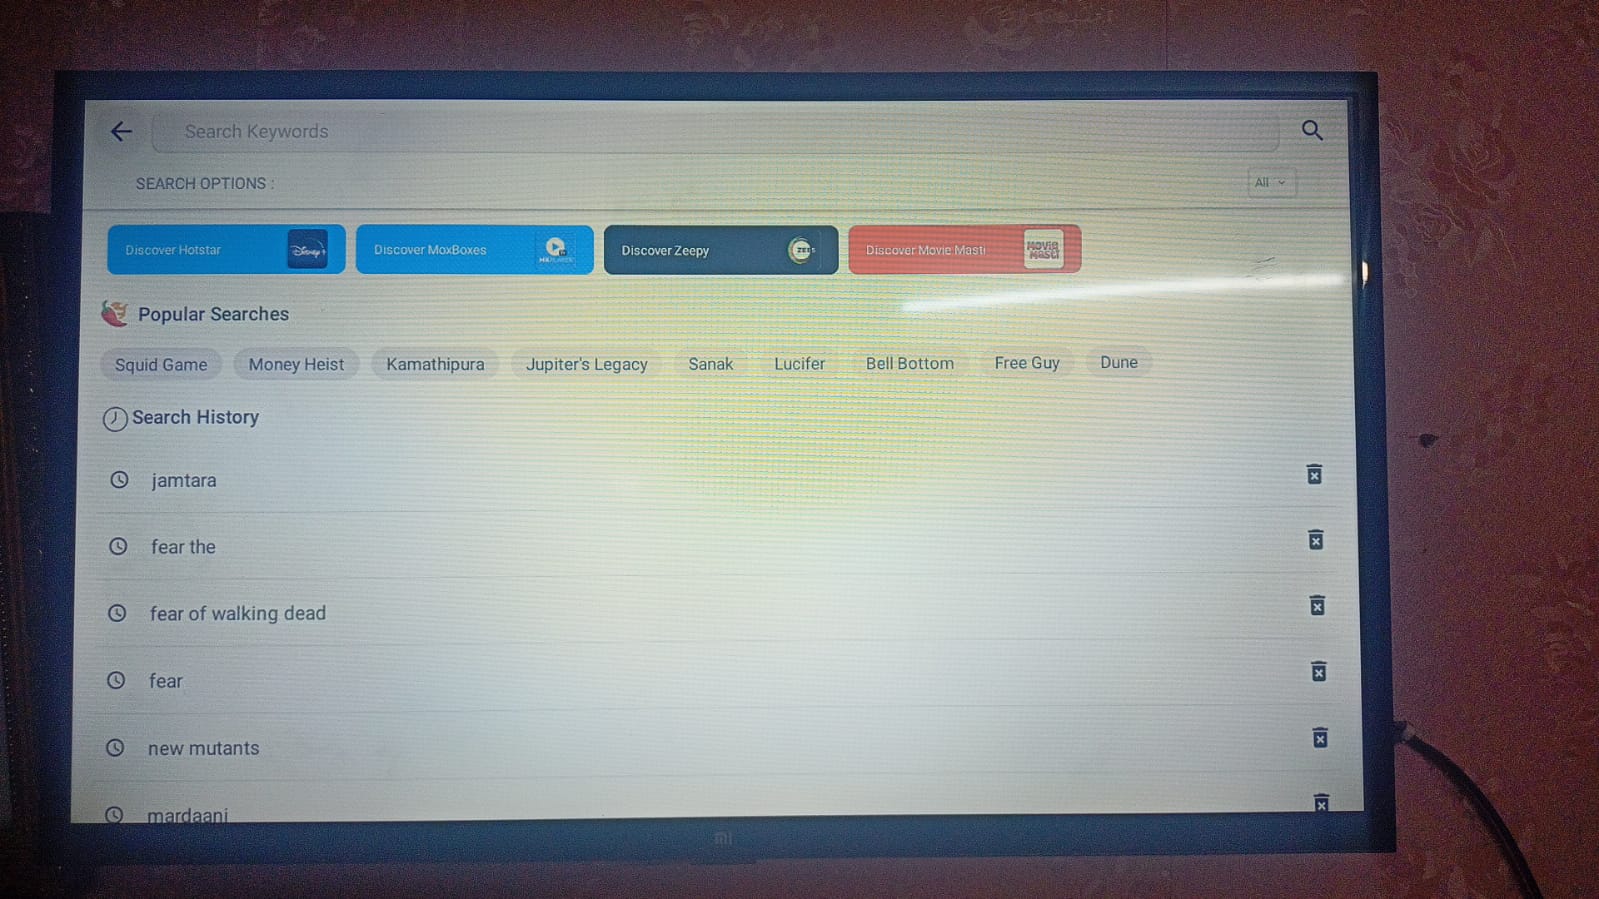 Search Keywords
SEARCH OPTIONS :
All
Discover Hotstar
Disney+
Discover MoxBoxes
Discover Zeepy
ZEE5
Discover Movie Masti
MOVIE
MASTI
Popular Searches
Squid Game Money Heist Kamathipura Jupiter's Legacy Sanak Lucifer Bell Bottom Free Guy Dune
Search History
jamtara
fear the
fear of walking dead
fear
new mutants
mardaani
mi